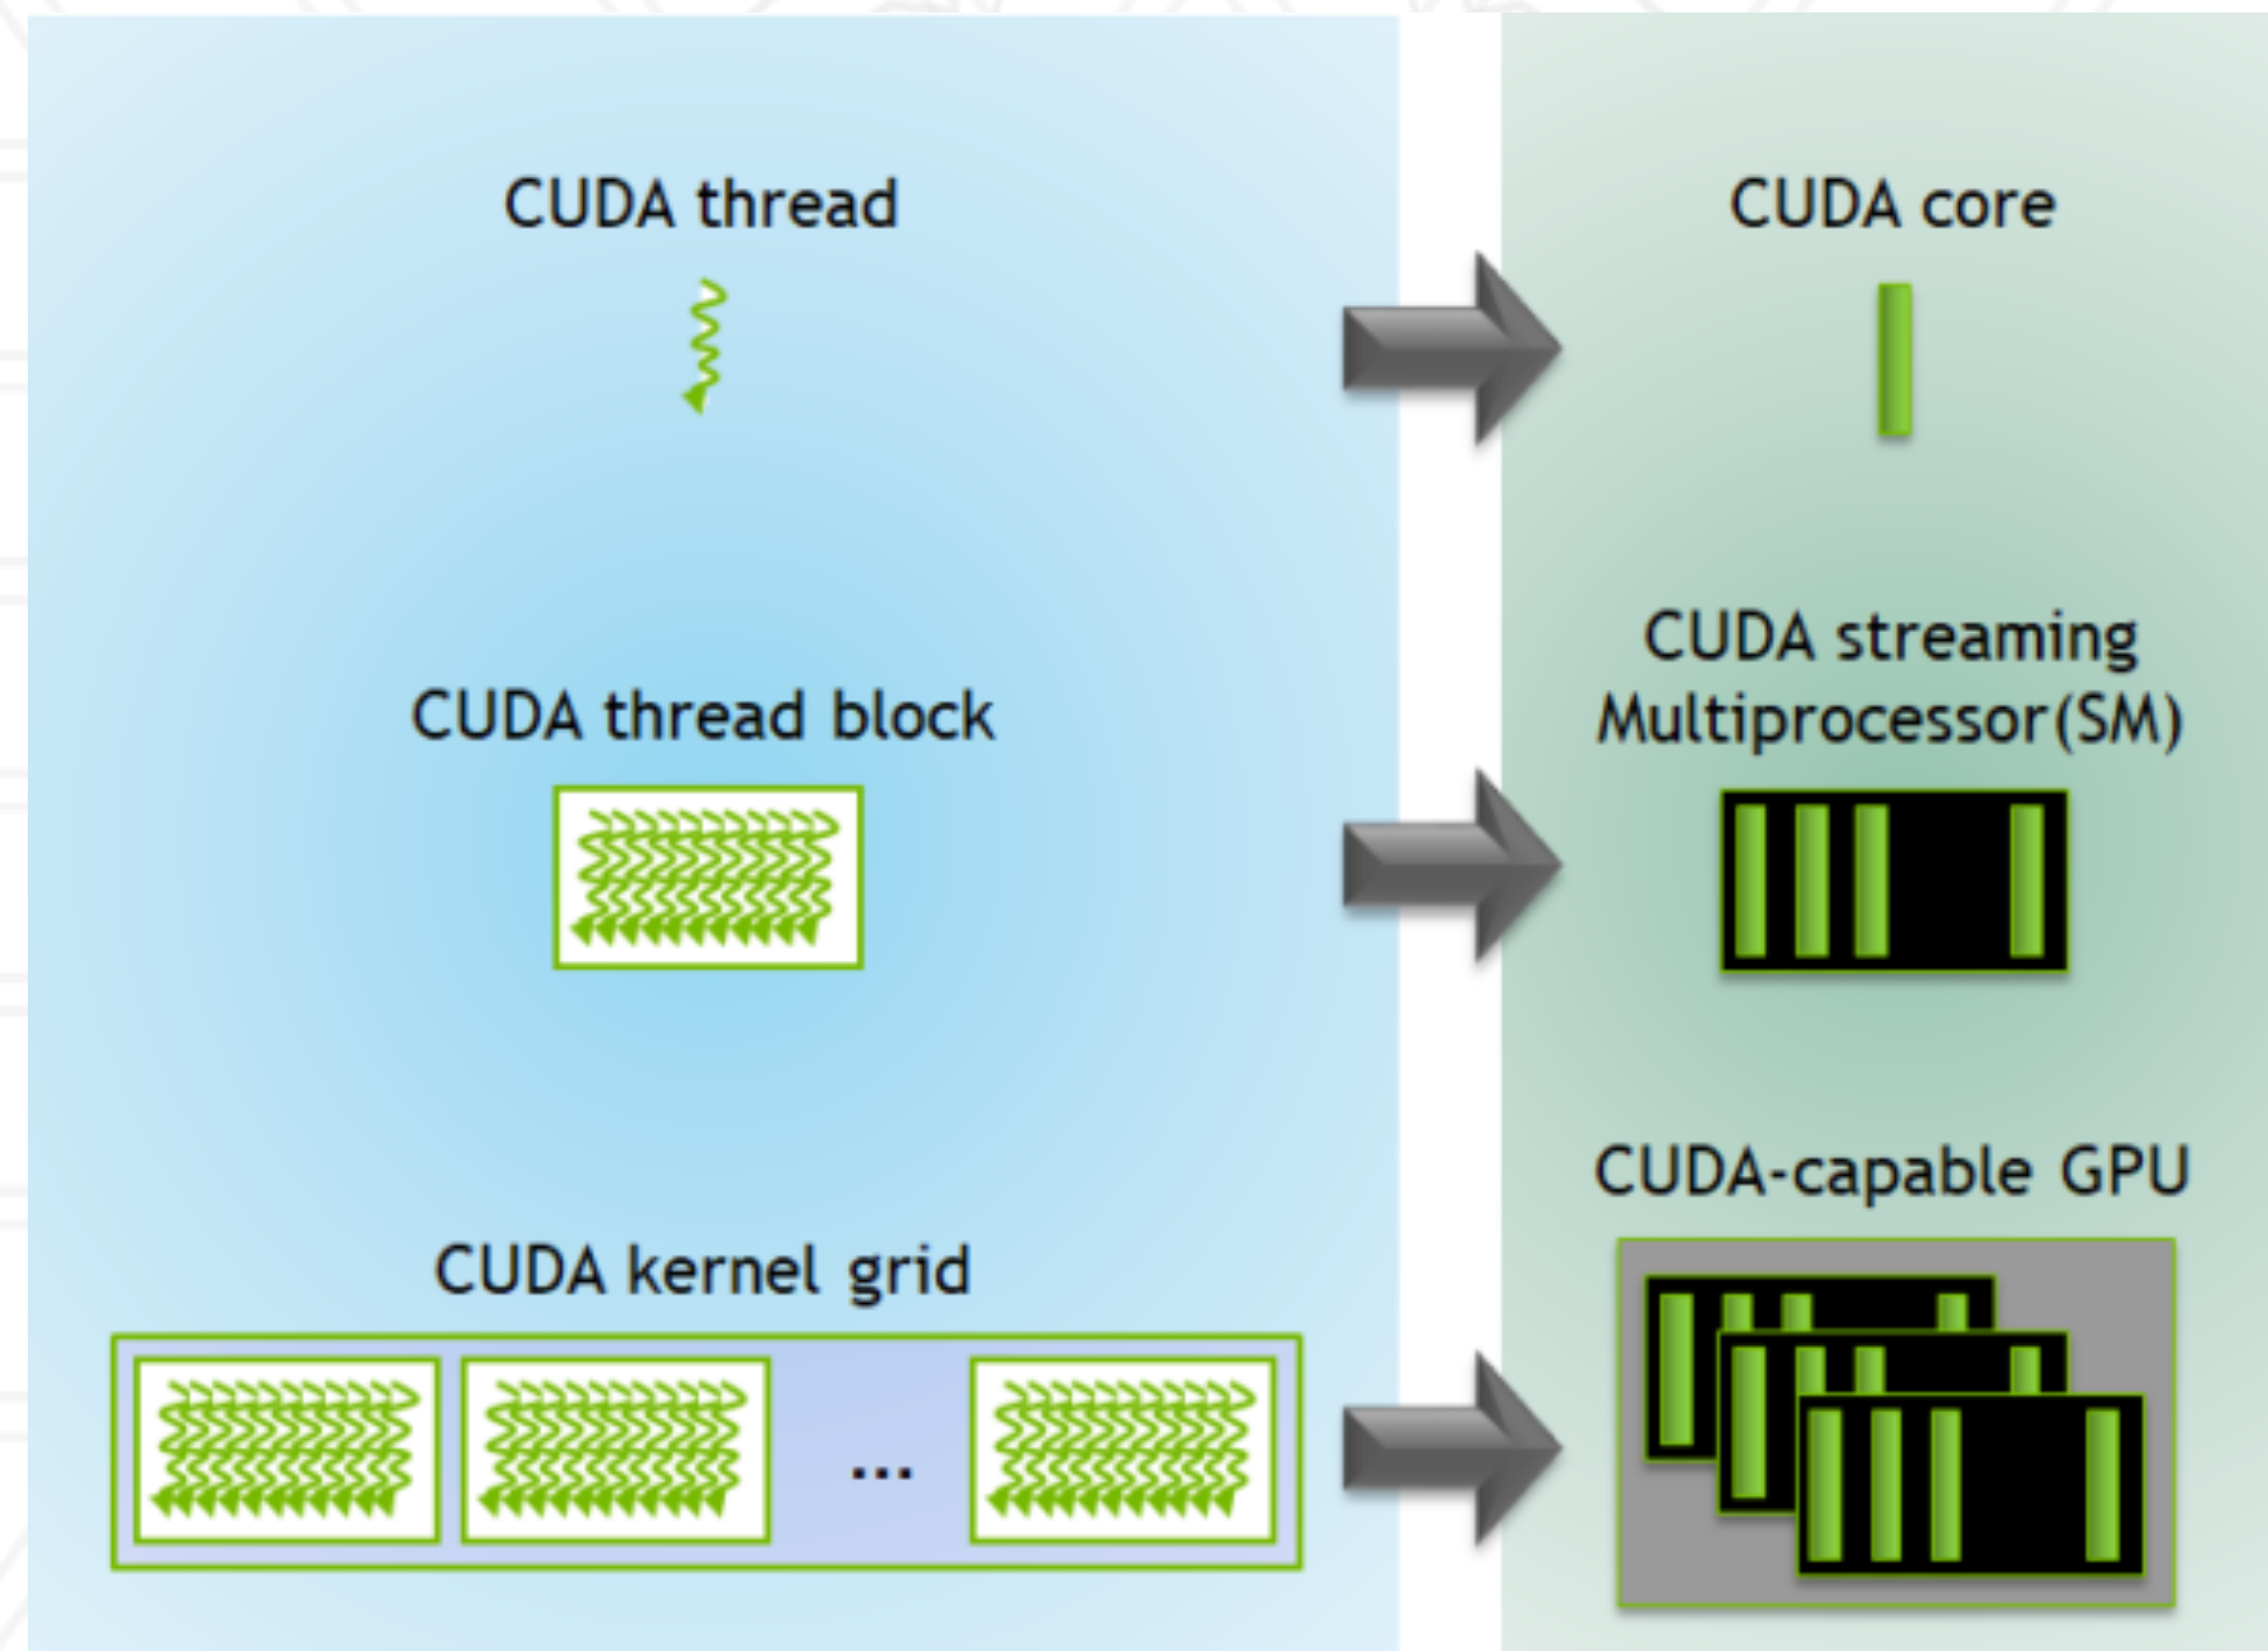 CUDA thread
CUDA core
CUDA thread block
CUDA streaming
Multiprocessor(SM)
CUDA kernel grid
...
CUDA-capable GPU